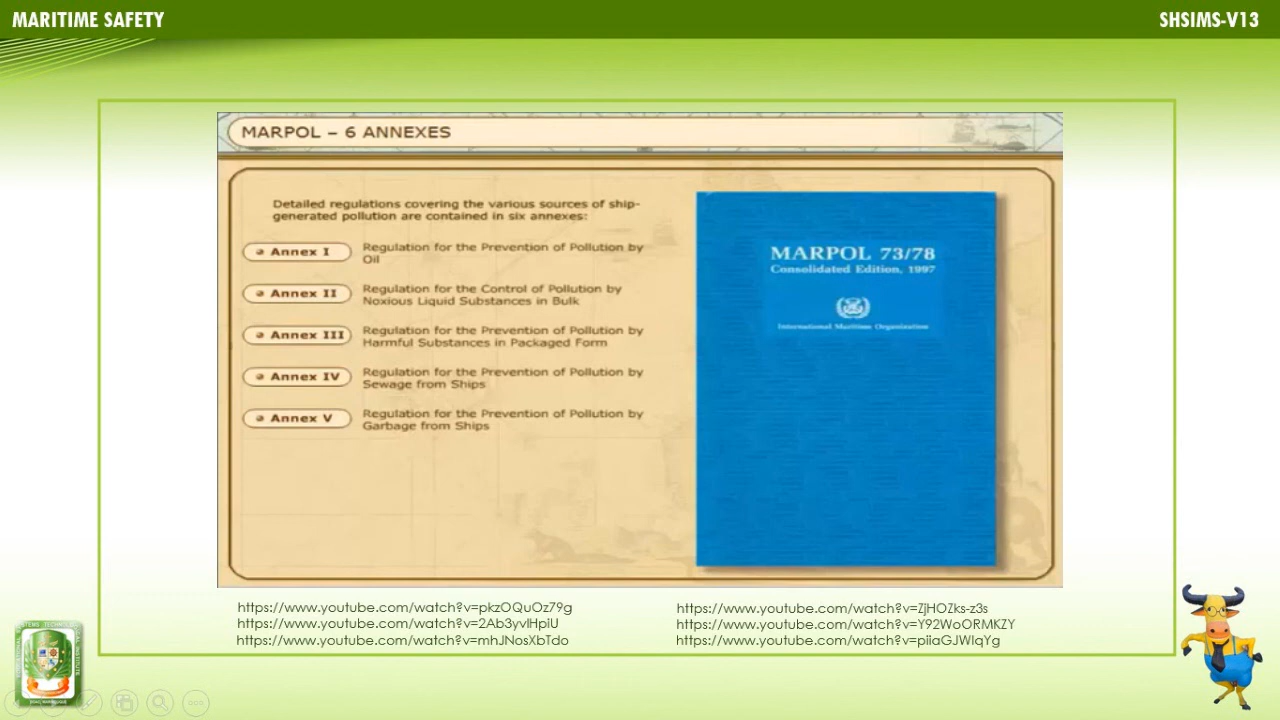 MARITIME SAFETY
SHSIMS-V13
MARPOL – 6 ANNEXES
Detailed regulations covering the various sources of ship-
generated pollution are contained in six annexes:
Annex I
Regulation for the Prevention of Pollution by
Oil
Annex II
Regulation for the Control of Pollution by
Noxious Liquid Substances in Bulk
Annex III
Regulation for the Prevention of Pollution by
Harmful Substances in Packaged Form
Annex IV
Regulation for the Prevention of Pollution by
Sewage from Ships
Annex V
Regulation for the Prevention of Pollution by
Garbage from Ships
MARPOL 73/78
Consolidated Edition, 1997
International Maritime Organization
https://www.youtube.com/watch?v=pkzOQuOz79g
https://www.youtube.com/watch?v=2Ab3yvlHpiU
https://www.youtube.com/watch?v=mhJNosXbTdo
https://www.youtube.com/watch?v=ZjHOZks-z3s
https://www.youtube.com/watch?v=Y92WoORMKZY
https://www.youtube.com/watch?v=piiaGJWIqYg